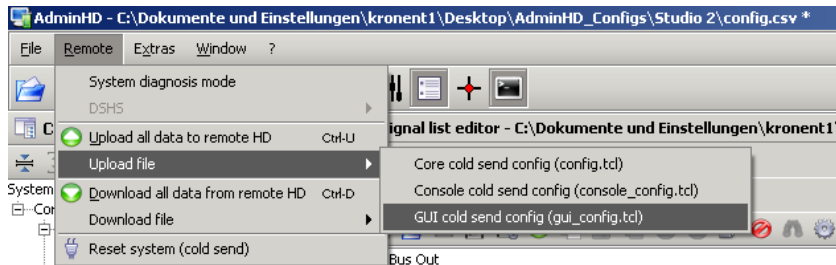 AdminHD - C:\Dokumente und Einstellungen\kronent1\Desktop\AdminHD_Configs\Studio 2\config.csv *
File Remote Extras Window ?
System diagnosis mode
DSHS
C
ignal list editor - C:\Dokumente und Einstellungen\kronent1
Upload all data to remote HD Ctrl-U
Upload file
Core cold send config (config.tcl)
System
Download all data from remote HD Ctrl-D
Console cold send config (console_config.tcl)
Cor
Download file
GUI cold send config (gui_config.tcl)
Reset system (cold send)
Bus Out